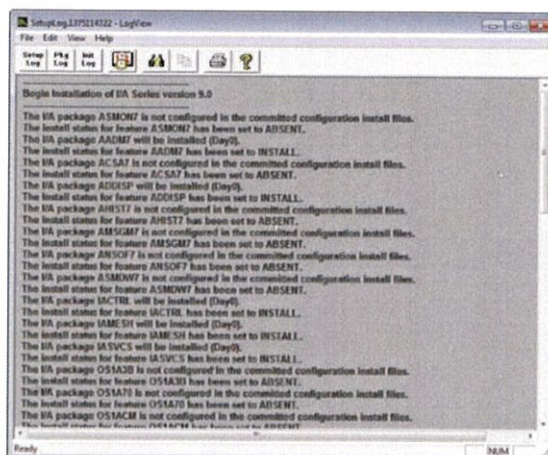 SetupLog.1375114722 - LogView
File Edit View Help
Setup Log Pkg Log Init Log
Begin Installation of I/A Series version 9.0
The I/A package ASMON7 is not configured in the committed configuration install files.
The install status for feature ASMON7 has been set to ABSENT.
The I/A package AADM7 will be installed (Day0).
The install status for feature AADM7 has been set to INSTALL.
The I/A package ACSA7 is not configured in the committed configuration install files.
The install status for feature ACSA7 has been set to ABSENT.
The I/A package ADDISP will be installed (Day0).
The install status for feature ADDISP has been set to INSTALL.
The I/A package AHIST7 is not configured in the committed configuration install files.
The install status for feature AHIST7 has been set to ABSENT.
The I/A package AMSGM7 is not configured in the committed configuration install files.
The install status for feature AMSGM7 has been set to ABSENT.
The I/A package ANSOF7 is not configured in the committed configuration install files.
The install status for feature ANSOF7 has been set to ABSENT.
The I/A package ASMDW7 is not configured in the committed configuration install files.
The install status for feature ASMDW7 has been set to ABSENT.
The I/A package IACTRL will be installed (Day0).
The install status for feature IACTRL has been set to INSTALL.
The I/A package IAMESH will be installed (Day0).
The install status for feature IAMESH has been set to INSTALL.
The I/A package IASVCS will be installed (Day0).
The install status for feature IASVCS has been set to INSTALL.
The I/A package OS1A3B is not configured in the committed configuration install files.
The install status for feature OS1A3B has been set to ABSENT.
The I/A package OS1A70 is not configured in the committed configuration install files.
The install status for feature OS1A70 has been set to ABSENT.
The I/A package OS1ACM is not configured in the committed configuration install files.
The install status for feature OS1ACM has been set to ABSENT.
Ready NUM